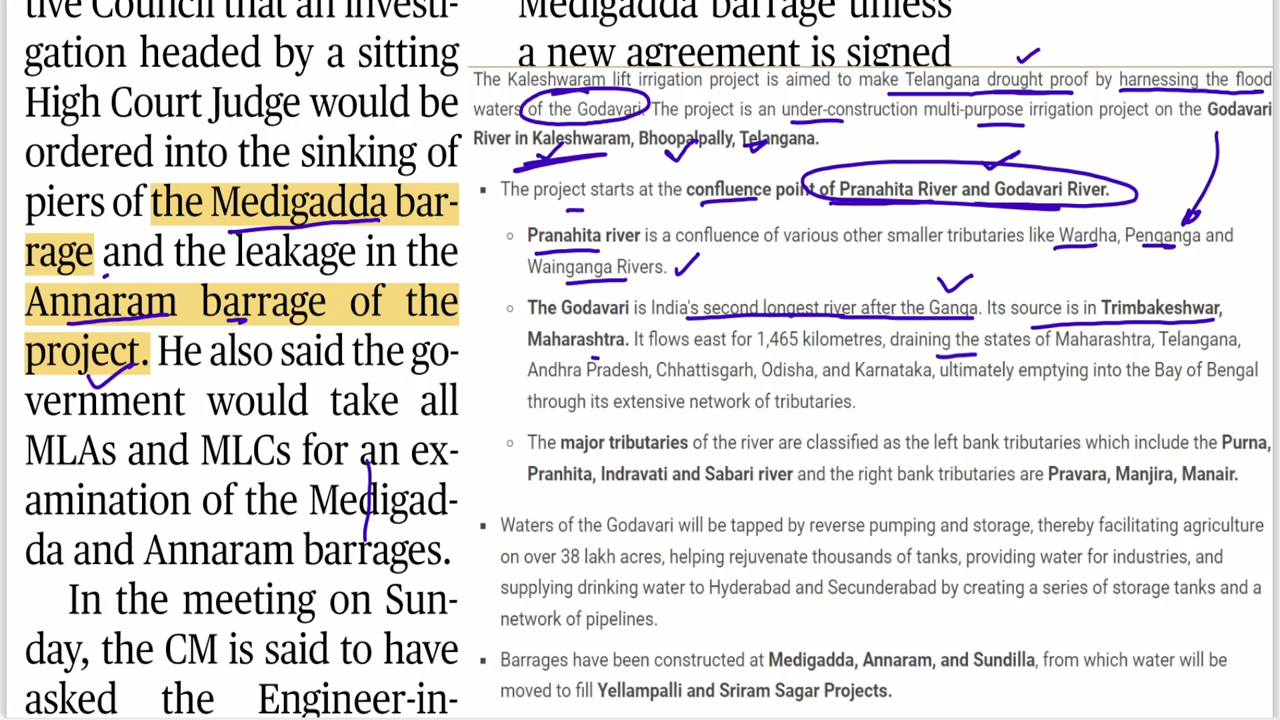 tive Council that an investi-
gation headed by a sitting
High Court Judge would be
ordered into the sinking of
piers of the Medigadda bar-
rage and the leakage in the
Annaram barrage of the
project. He also said the go-
vernment would take all
MLAs and MLCs for an ex-
amination of the Medigad-
da and Annaram barrages.
In the meeting on Sun-
day, the CM is said to have
asked the Engineer-in-
Medigadda barrage unless
a new agreement is signed
The Kaleshwaram lift irrigation project is aimed to make Telangana drought proof by harnessing the flood
waters of the Godavari. The project is an under-construction multi-purpose irrigation project on the Godavari
River in Kaleshwaram, Bhoopalpally, Telangana.
▪ The project starts at the confluence point of Pranahita River and Godavari River.
○ Pranahita river is a confluence of various other smaller tributaries like Wardha, Penganga and
Wainganga Rivers.
○ The Godavari is India's second longest river after the Ganga. Its source is in Trimbakeshwar,
Maharashtra. It flows east for 1,465 kilometres, draining the states of Maharashtra, Telangana,
Andhra Pradesh, Chhattisgarh, Odisha, and Karnataka, ultimately emptying into the Bay of Bengal
through its extensive network of tributaries.
○ The major tributaries of the river are classified as the left bank tributaries which include the Purna,
Pranhita, Indravati and Sabari river and the right bank tributaries are Pravara, Manjira, Manair.
▪ Waters of the Godavari will be tapped by reverse pumping and storage, thereby facilitating agriculture
on over 38 lakh acres, helping rejuvenate thousands of tanks, providing water for industries, and
supplying drinking water to Hyderabad and Secunderabad by creating a series of storage tanks and a
network of pipelines.
▪ Barrages have been constructed at Medigadda, Annaram, and Sundilla, from which water will be
moved to fill Yellampalli and Sriram Sagar Projects.